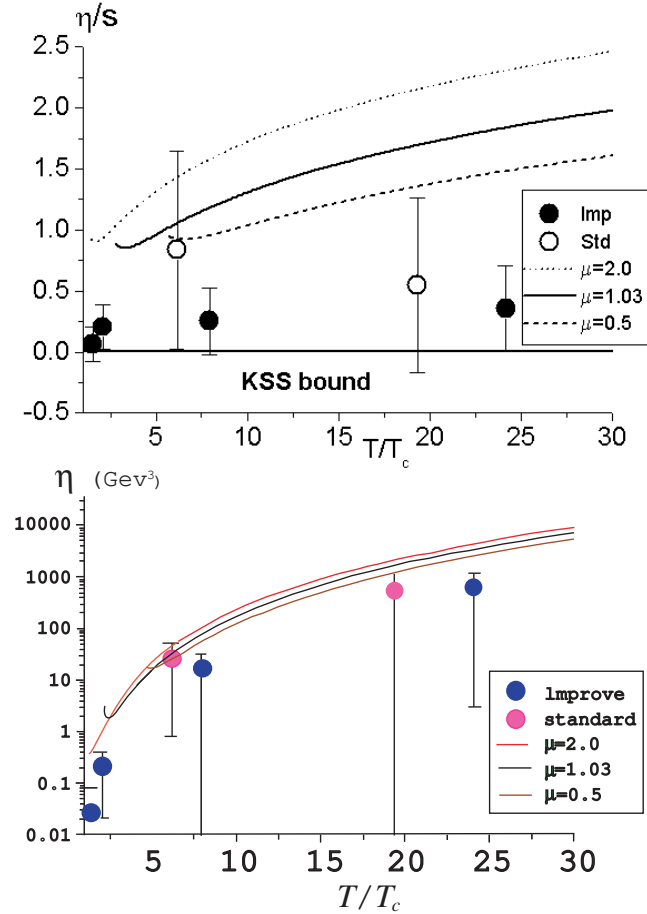 η/s
2.5
2.0
1.5
1.0
0.5
0.0
-0.5
Imp
Std
μ=2.0
μ=1.03
μ=0.5
KSS bound
5
10
15
20
25
30
T/Tc
η (Gev³)
10000
1000
100
10
1
0.1
0.01
lmprove
standard
μ=2.0
μ=1.03
μ=0.5
5
10
15
20
25
30
T/Tc